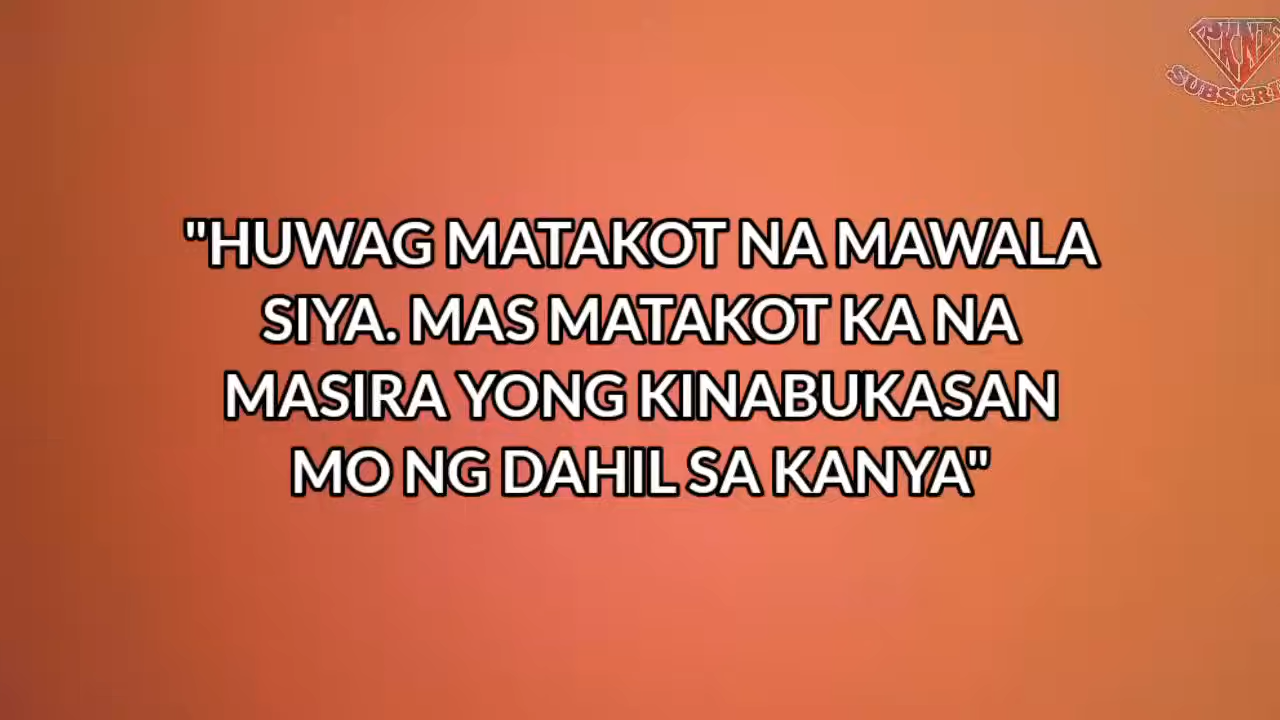 "HUWAG MATAKOT NA MAWALA
SIYA. MAS MATAKOT KA NA
MASIRA YONG KINABUKASAN
MO NG DAHIL SA KANYA"